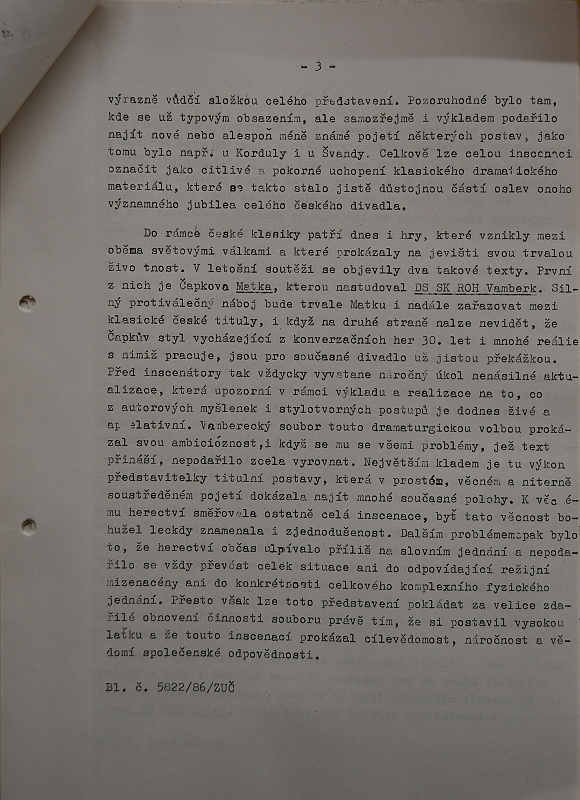 - 3 -
výrazně vůdčí složkou celého představení. Pozoruhodné bylo tam,
kde se už typovým obsazením, ale samozřejmě i výkladem podařilo
najít nové nebo alespoň méně známé pojetí některých postav, jako
tomu bylo např. u Korduly i u Švandy. Celkově lze celou inscenaci
označit jako citlivé a pokorné uchopení klasického dramatického
materiálu, které se takto stalo jistě důstojnou částí oslav onoho
významného jubilea celého českého divadla.
Do rámce české klasiky patří dnes i hry, které vznikly mezi
oběma světovými válkami a které prokázaly na jevišti svou trvalou
živo tnost. V letošní soutěži se objevily dva takové texty. První
z nich je Čapkova Matka, kterou nastudoval DS SK ROH Vamberk. Sil-
ný protiválečný náboj bude trvale Matku i nadále zařazovat mezi
klasické české tituly, i když na druhé straně nalze nevidět, že
Čapkův styl vycházející z konverzačních her 30. let i mnohé reálie
s nimiž pracuje, jsou pro současné divadlo už jistou překážkou.
Před inscenátory tak vždycky vyvstane náročný úkol nenásilné aktu-
alizace, která upozorní v rámci výkladu a realizace na to, co
z autorových myšlenek i stylotvorných postupů je dodnes živé a
apelativní. Vamberecký soubor touto dramaturgickou volbou proká-
zal svou ambicióznost,i když se mu se všemi problémy, jež text
přináší, nepodařilo zcela vyrovnat. Největším kladem je tu výkon
představitelky titulní postavy, která v prostém, věcném a niterně
soustředěném pojetí dokázala najít mnohé současné polohy. K věcné-
mu herectví směřovala ostatně celá inscenace, byť tato věcnost bo-
hužel leckdy znamenala i zjednodušenost. Dalším problémem pak bylo
to, že herectví občas ulpívalo příliš na slovním jednání a nepoda-
řilo se vždy převést celek situace ani do odpovídající režijní
mizenacény ani do konkrétnosti celkového komplexního fyzického
jednání. Přesto však lze toto představení pokládat za velice zda-
řilé obnovení činnosti souboru právě tím, že si postavil vysokou
laťku a že touto inscenací prokázal cílevědomost, náročnost a vě-
domí společenské odpovědnosti.
Bl. č. 5822/86/ZUČ